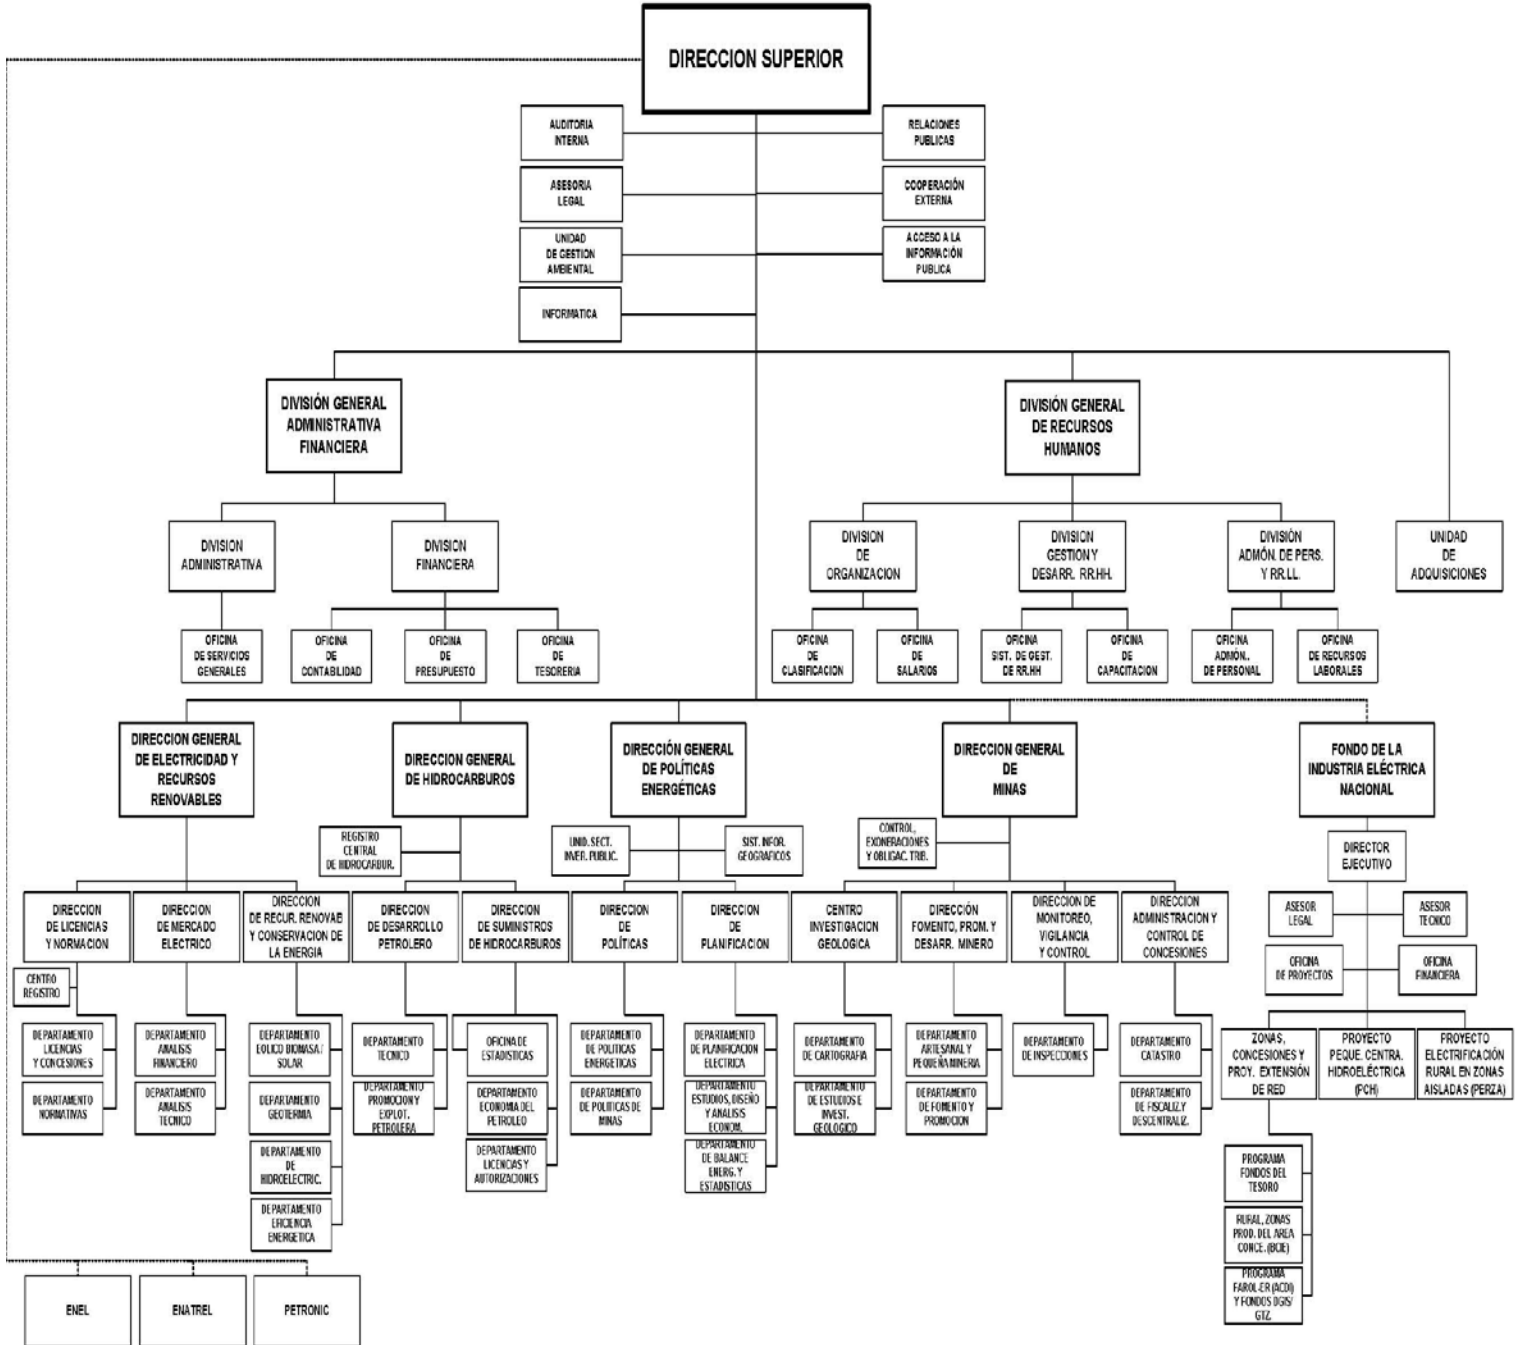 DIRECCION SUPERIOR
AUDITORIA
INTERNA
RELACIONES
PUBLICAS
ASESORIA
LEGAL
COOPERACIÓN
EXTERNA
UNIDAD
DE GESTION
AMBIENTAL
ACCESO A LA
INFORMACIÓN
PUBLICA
INFORMATICA
DIVISIÓN GENERAL
ADMINISTRATIVA
FINANCIERA
DIVISIÓN GENERAL
DE RECURSOS
HUMANOS
DIVISION
ADMINISTRATIVA
DIVISION
FINANCIERA
DIVISION
DE
ORGANIZACION
DIVISION
GESTION Y
DESARR. RR.HH.
DIVISIÓN
ADMÓN. DE PERS.
Y RR.LL.
UNIDAD
DE
ADQUISICIONES
OFICINA
DE SERVICIOS
GENERALES
OFICINA
DE
CONTABILIDAD
OFICINA
DE
PRESUPUESTO
OFICINA
DE
TESORERIA
OFICINA
DE
CLASIFICACION
OFICINA
DE
SALARIOS
OFICINA
SIST. DE GEST.
DE RR.HH
OFICINA
DE
CAPACITACION
OFICINA
ADMÓN..
DE PERSONAL
OFICINA
DE RECURSOS
LABORALES
DIRECCION GENERAL
DE ELECTRICIDAD Y
RECURSOS
RENOVABLES
DIRECCION GENERAL
DE HIDROCARBUROS
DIRECCIÓN GENERAL
DE POLÍTICAS
ENERGÉTICAS
DIRECCION GENERAL
DE
MINAS
FONDO DE LA
INDUSTRIA ELÉCTRICA
NACIONAL
REGISTRO
CENTRAL
DE HIDROCARBUR.
UNID. SECT.
INVER. PUBLIC.
SIST. INFOR.
GEOGRAFICOS
CONTROL,
EXONERACIONES
Y OBLIGAC. TRIB.
DIRECTOR
EJECUTIVO
DIRECCION
DE LICENCIAS
Y NORMACION
DIRECCION
DE MERCADO
ELECTRICO
DIRECCION
DE RECUR. RENOVAB
Y CONSERVACION DE
LA ENERGIA
DIRECCION
DE DESARROLLO
PETROLERO
DIRECCION
DE SUMINISTROS
DE HIDROCARBUROS
DIRECCION
DE
POLÍTICAS
DIRECCION
DE
PLANIFICACION
CENTRO
INVESTIGACION
GEOLOGICA
DIRECCIÓN
FOMENTO, PROM. Y
DESARR. MINERO
DIRECCION DE
MONITOREO,
VIGILANCIA
Y CONTROL
DIRECCION
ADMINISTRACION Y
CONTROL DE
CONCESIONES
ASESOR
LEGAL
ASESOR
TECNICO
OFICINA
DE PROYECTOS
OFICINA
FINANCIERA
CENTRO
REGISTRO
DEPARTAMENTO
LICENCIAS
Y CONCESIONES
DEPARTAMENTO
ANALISIS
FINANCIERO
DEPARTAMENTO
EOLICO BIOMASA /
SOLAR
DEPARTAMENTO
TECNICO
OFICINA DE
ESTADISTICAS
DEPARTAMENTO
DE POLITICAS
ENERGETICAS
DEPARTAMENTO
DE PLANIFICACION
ELECTRICA
DEPARTAMENTO
DE CARTOGRAFIA
DEPARTAMENTO
ARTESANAL Y
PEQUEÑA MINERIA
DEPARTAMENTO
DE INSPECCIONES
DEPARTAMENTO
CATASTRO
ZONAS,
CONCESIONES Y
PROY. EXTENSIÓN
DE RED
PROYECTO
PEQUE. CENTRA.
HIDROELÉCTRICA
(PCH)
PROYECTO
ELECTRIFICACIÓN
RURAL EN ZONAS
AISLADAS (PERZA)
DEPARTAMENTO
NORMATIVAS
DEPARTAMENTO
ANALISIS
TECNICO
DEPARTAMENTO
GEOTERMIA
DEPARTAMENTO
PROMOCION Y
EXPLOT.
PETROLERA
DEPARTAMENTO
ECONOMIA DEL
PETROLEO
DEPARTAMENTO
DE POLITICAS DE
MINAS
DEPARTAMENTO
ESTUDIOS, DISEÑO
Y ANALISIS
ECONOM.
DEPARTAMENTO
DE ESTUDIOS E
INVEST.
GEOLOGICO
DEPARTAMENTO
DE FOMENTO Y
PROMOCION
DEPARTAMENTO
DE FISCALIZ.Y
DESCENTRALIZ.
DEPARTAMENTO
DE
HIDROELECTRIC.
DEPARTAMENTO
LICENCIAS Y
AUTORIZACIONES
DEPARTAMENTO
DE BALANCE
ENERG. Y
ESTADISTICAS
PROGRAMA
FONDOS DEL
TESORO
DEPARTAMENTO
EFICIENCIA
ENERGETICA
RURAL, ZONAS
PROD. DEL AREA
CONCE. (BCIE)
PROGRAMA
FAROL-ER (ACDI)
Y FONDOS DGIS/
GTZ.
ENEL
ENATREL
PETRONIC